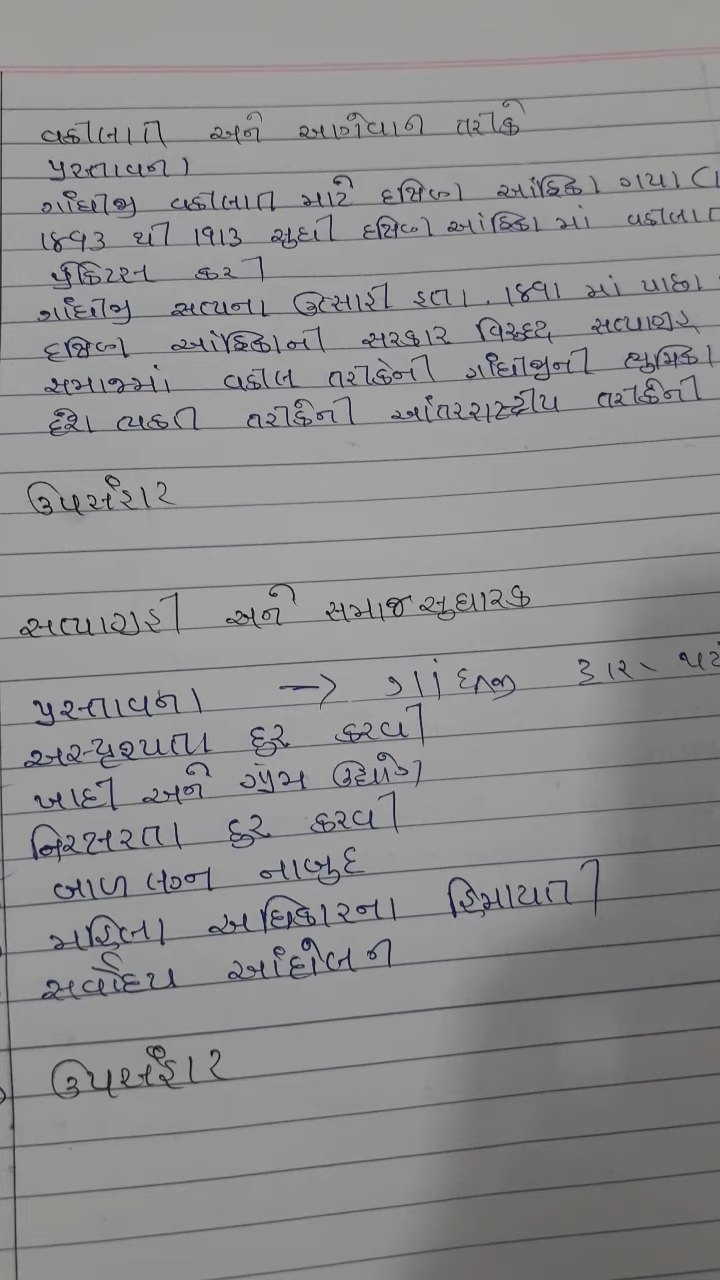 વકીલાત અને આગેવાન તરીકે
પ્રસ્તાવના
ગાંધીજી વકીલાત માટે દક્ષિણ આફ્રિકા ગયા (1
1893 થી 1913 સુધી દક્ષિણ આફ્રિકા માં વકીલાત
પ્રેક્ટિસ કરી
ગાંધીજી સત્યના ઉત્સાહી હતા. 1891 માં પાછા
દક્ષિણ આફ્રિકાની સરકાર વિરુદ્ધ સત્યાગ્રહ
સમાજમાં વકીલ તરીકેની ગાંધીજીની ભુમિકા
દેશ ભકત તરીકેની આંતરરાષ્ટ્રીય તરીકેની
ઉપસંહાર
સત્યાગ્રહી અને સમાજ સુધારક
પ્રસ્તાવના → ગાંધીજી
અસ્પૃશ્યતા દુર કરવી
ખાદી અને ગ્રામ ઉદ્યોગ
નિરક્ષરતા દુર કરવી
બાળ લગ્ન નાબુદ
મહિલા અધિકારના હિમાયતી
સર્વોદય આંદોલન
ઉપસંહાર